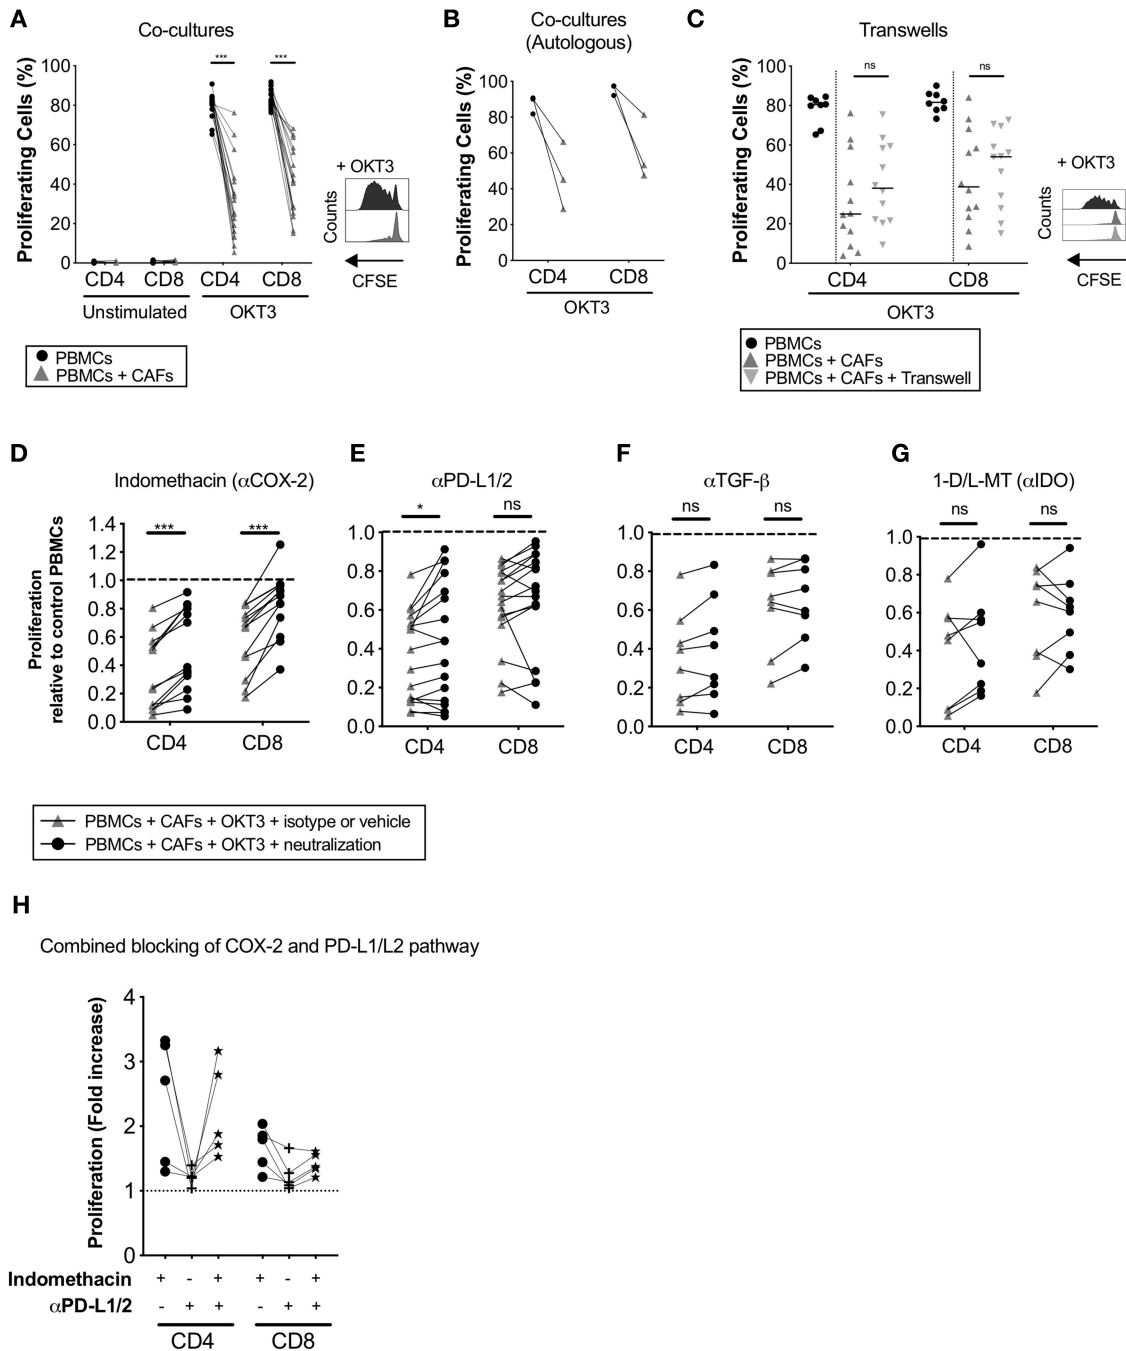 A
Co-cultures
Proliferating Cells (%)
100
80
60
40
20
0
***
***
CD4
CD8
CD4
CD8
Unstimulated
OKT3
+ OKT3
Counts
CFSE
PBMCs
PBMCs + CAFs
B
Co-cultures
(Autologous)
Proliferating Cells (%)
100
80
60
40
20
0
CD4
CD8
OKT3
C
Transwells
Proliferating Cells (%)
100
80
60
40
20
0
ns
ns
CD4
CD8
OKT3
+ OKT3
Counts
CFSE
PBMCs
PBMCs + CAFs
PBMCs + CAFs + Transwell
D
Indomethacin (αCOX-2)
Proliferation
relative to control PBMCs
1.4
1.2
1.0
0.8
0.6
0.4
0.2
0.0
***
***
CD4
CD8
E
αPD-L1/2
1.0
0.8
0.6
0.4
0.2
0.0
*
ns
CD4
CD8
F
αTGF-β
1.0
0.8
0.6
0.4
0.2
0.0
ns
ns
CD4
CD8
G
1-D/L-MT (αIDO)
1.0
0.8
0.6
0.4
0.2
0.0
ns
ns
CD4
CD8
PBMCs + CAFs + OKT3 + isotype or vehicle
PBMCs + CAFs + OKT3 + neutralization
H
Combined blocking of COX-2 and PD-L1/L2 pathway
Proliferation (Fold increase)
4
3
2
1
0
Indomethacin + - + + - +
αPD-L1/2 - + + - + +
CD4
CD8